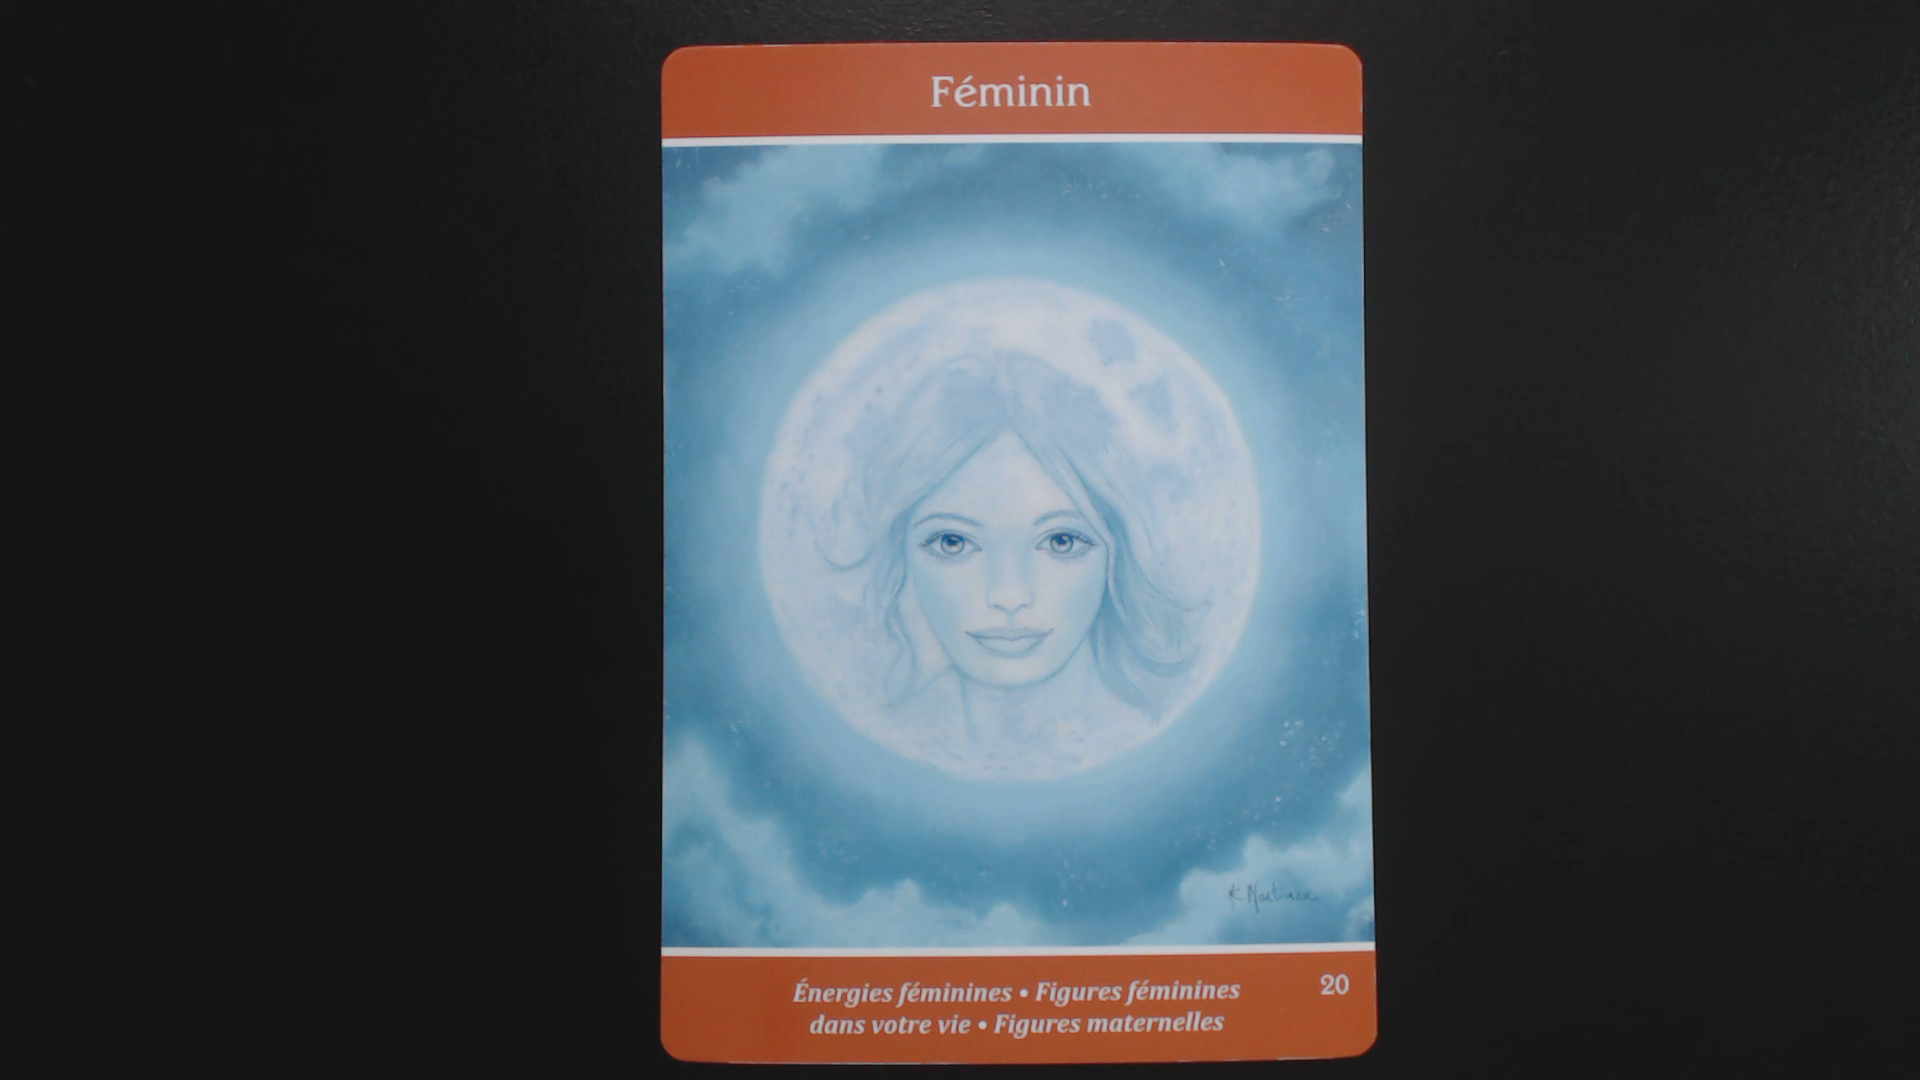 Féminin
Énergies féminines • Figures féminines
dans votre vie • Figures maternelles
20